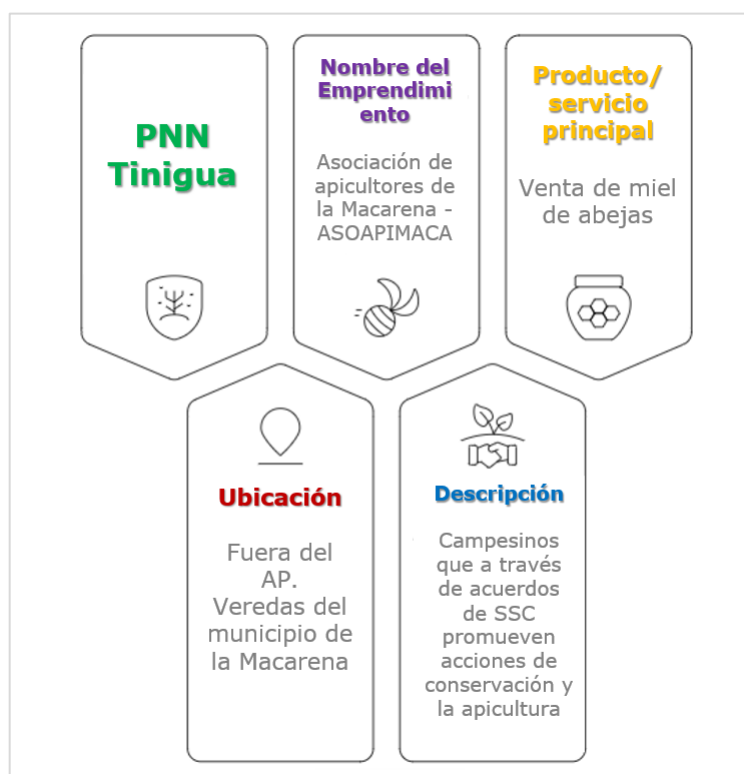 PNN
Tinigua
Nombre del
Emprendimi
ento
Asociación de
apicultores de
la Macarena -
ASOAPIMACA
Producto/
servicio
principal
Venta de miel
de abejas
Ubicación
Fuera del
AP.
Veredas del
municipio de
la Macarena
Descripción
Campesinos
que a través
de acuerdos
de SSC
promueven
acciones de
conservación y
la apicultura